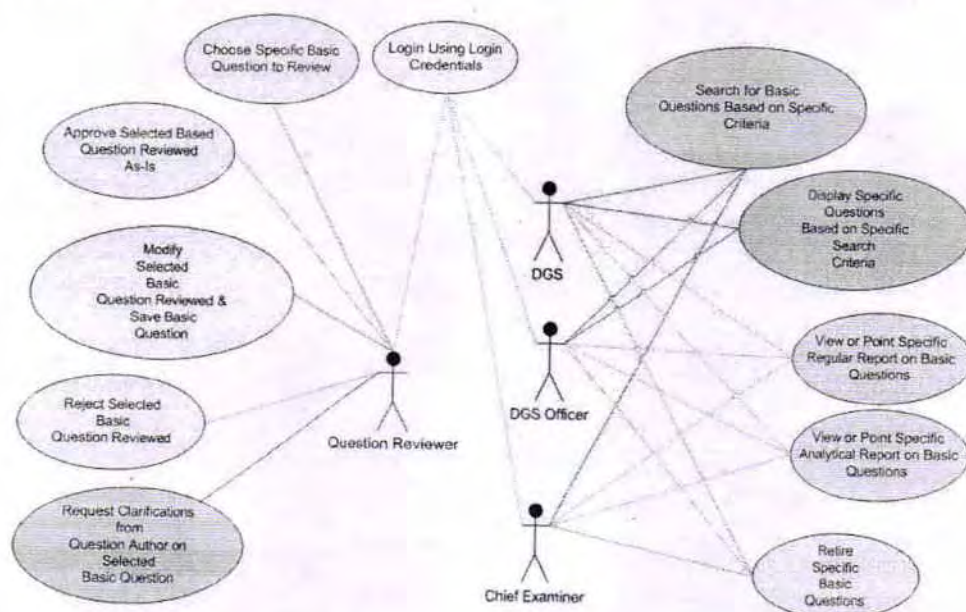 Choose Specific Basic
Question to Review
Login Using Login
Credentials
Search for Basic
Questions Based on Specific
Criteria
Approve Selected Based
Question Reviewed
As-Is
Display Specific
Questions
Based on Specific
Search
Criteria
DGS
Modify
Selected
Basic
Question Reviewed &
Save Basic
Question
View or Point Specific
Regular Report on Basic
Questions
DGS Officer
Reject Selected
Basic
Question Reviewed
Question Reviewer
View or Point Specific
Analytical Report on Basic
Questions
Request Clarifications
from
Question Author on
Selected
Basic Question
Chief Examiner
Retire
Specific
Basic
Questions